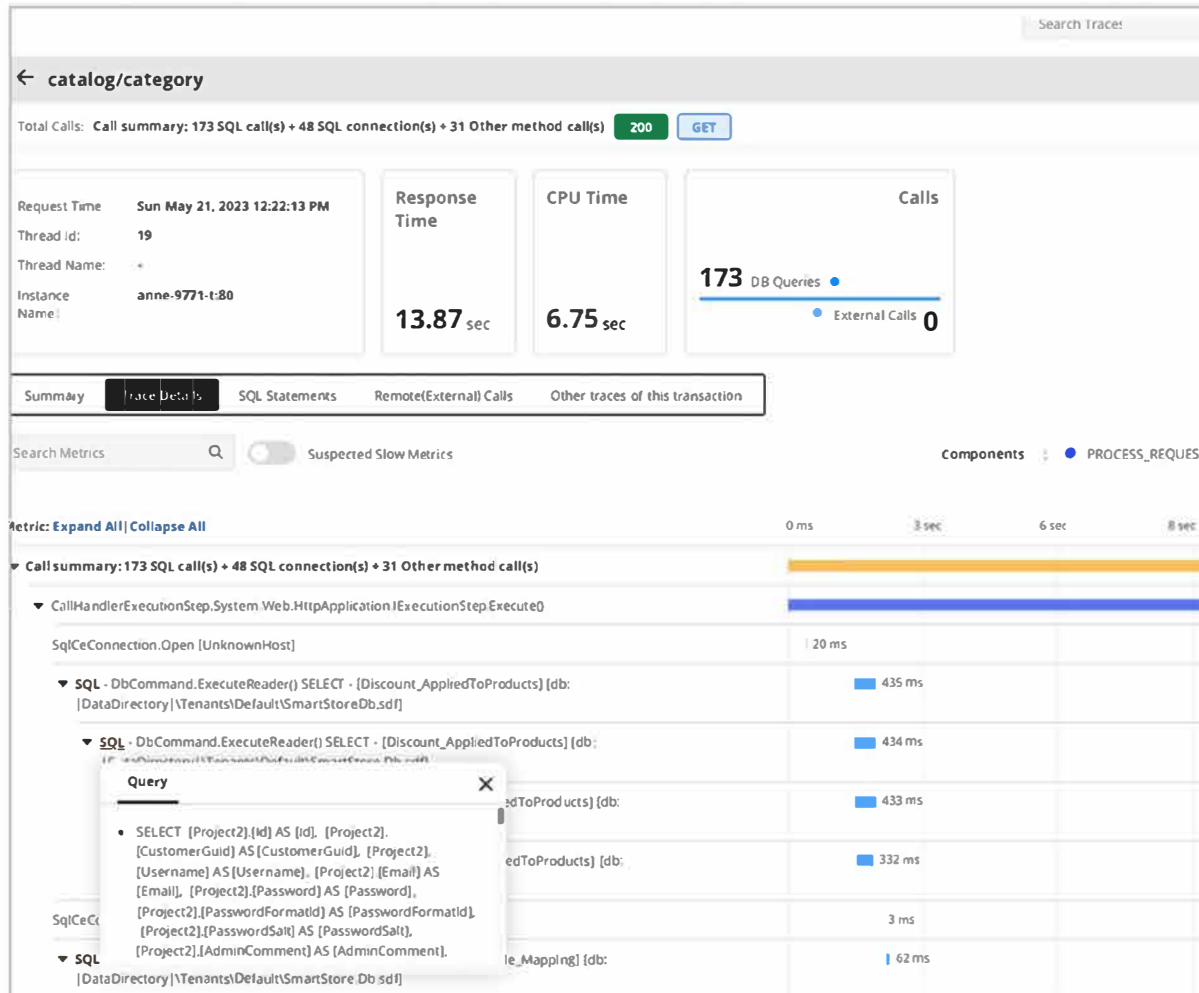 Search Traces
← catalog/category
Total Calls: Call summary: 173 SQL call(s) + 48 SQL connection(s) + 31 Other method call(s) 200 GET
Request Time Sun May 21, 2023 12:22:13 PM
Thread Id: 19
Thread Name: -
Instance Name: anne-9771-t:80
Response Time
13.87 sec
CPU Time
6.75 sec
Calls
173 DB Queries
External Calls 0
Summary Trace Details SQL Statements Remote(External) Calls Other traces of this transaction
Search Metrics Suspected Slow Metrics Components : PROCESS_REQUES
Metric: Expand All | Collapse All 0 ms 3 sec 6 sec 8 sec
Call summary: 173 SQL call(s) + 48 SQL connection(s) + 31 Other method call(s)
CallHandlerExecutionStep.System.Web.HttpApplication.IExecutionStep.Execute()
SqlCeConnection.Open [UnknownHost] 20 ms
SQL - DbCommand.ExecuteReader() SELECT - [Discount_AppliedToProducts] [db: 435 ms
|DataDirectory|\Tenants\Default\SmartStoreDb.sdf]
SQL - DbCommand.ExecuteReader() SELECT - [Discount_AppliedToProducts] [db: 434 ms
Query
edToProducts] [db: 433 ms
edToProducts] [db: 332 ms
• SELECT [Project2].[Id] AS [Id], [Project2].
[CustomerGuid] AS [CustomerGuid], [Project2].
[Username] AS [Username], [Project2].[Email] AS
[Email], [Project2].[Password] AS [Password],
[Project2].[PasswordFormatId] AS [PasswordFormatId],
[Project2].[PasswordSalt] AS [PasswordSalt],
[Project2].[AdminComment] AS [AdminComment],
SqlCeCo 3 ms
SQL le_Mapping] [db: 62 ms
|DataDirectory|\Tenants\Default\SmartStore.Db.sdf]